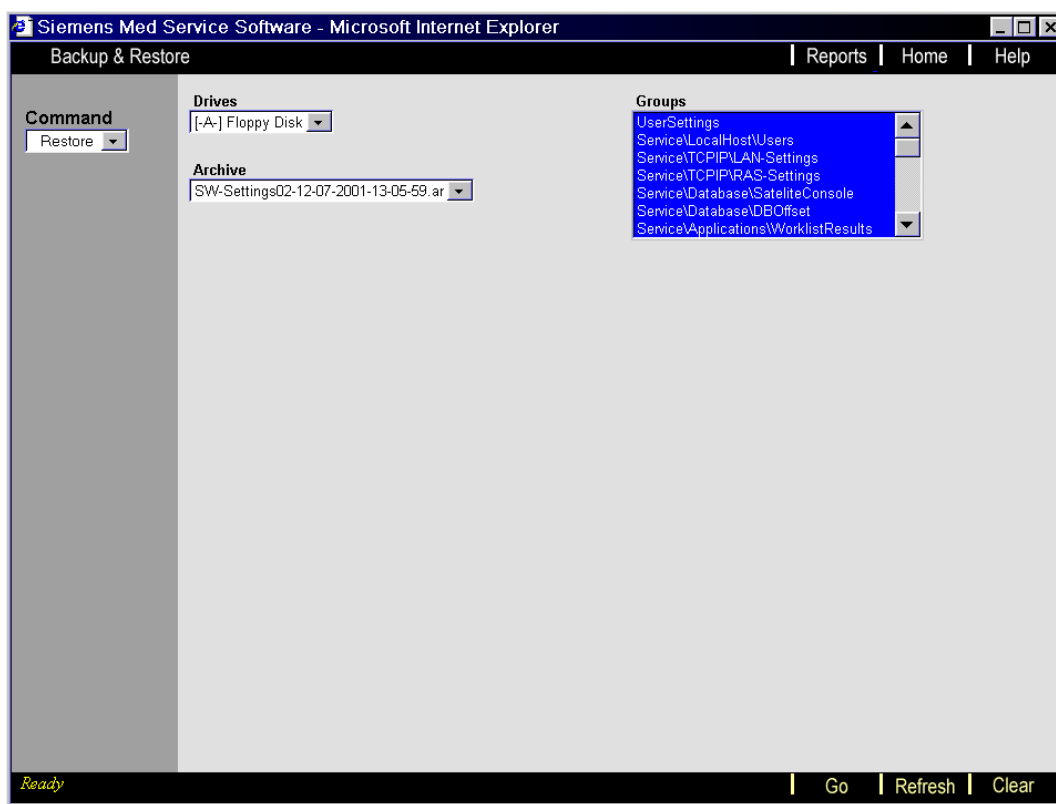 Siemens Med Service Software - Microsoft Internet Explorer
Backup & Restore
Reports
Home
Help
Command
Restore
Drives
[-A-] Floppy Disk
Archive
SW-Settings02-12-07-2001-13-05-59.ar
Groups
UserSettings
Service\LocalHost\Users
Service\TCPIP\LAN-Settings
Service\TCPIP\RAS-Settings
Service\Database\SateliteConsole
Service\Database\DBOffset
Service\Applications\WorklistResults
Ready
Go
Refresh
Clear